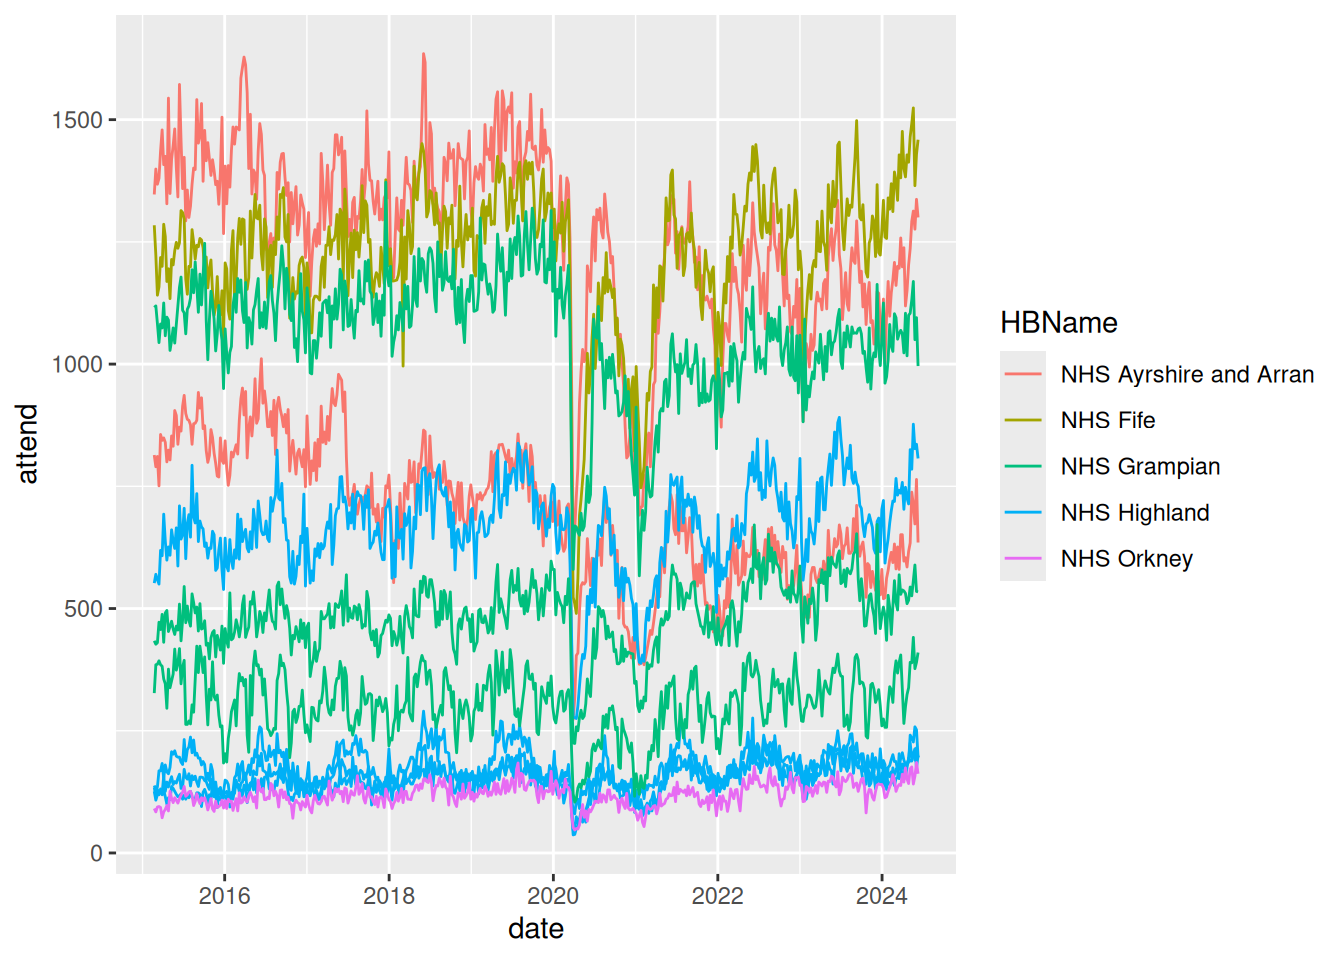 1500
1000
500
0
attend
2016 2018 2020 2022 2024
date
HBName
NHS Ayrshire and Arran
NHS Fife
NHS Grampian
NHS Highland
NHS Orkney